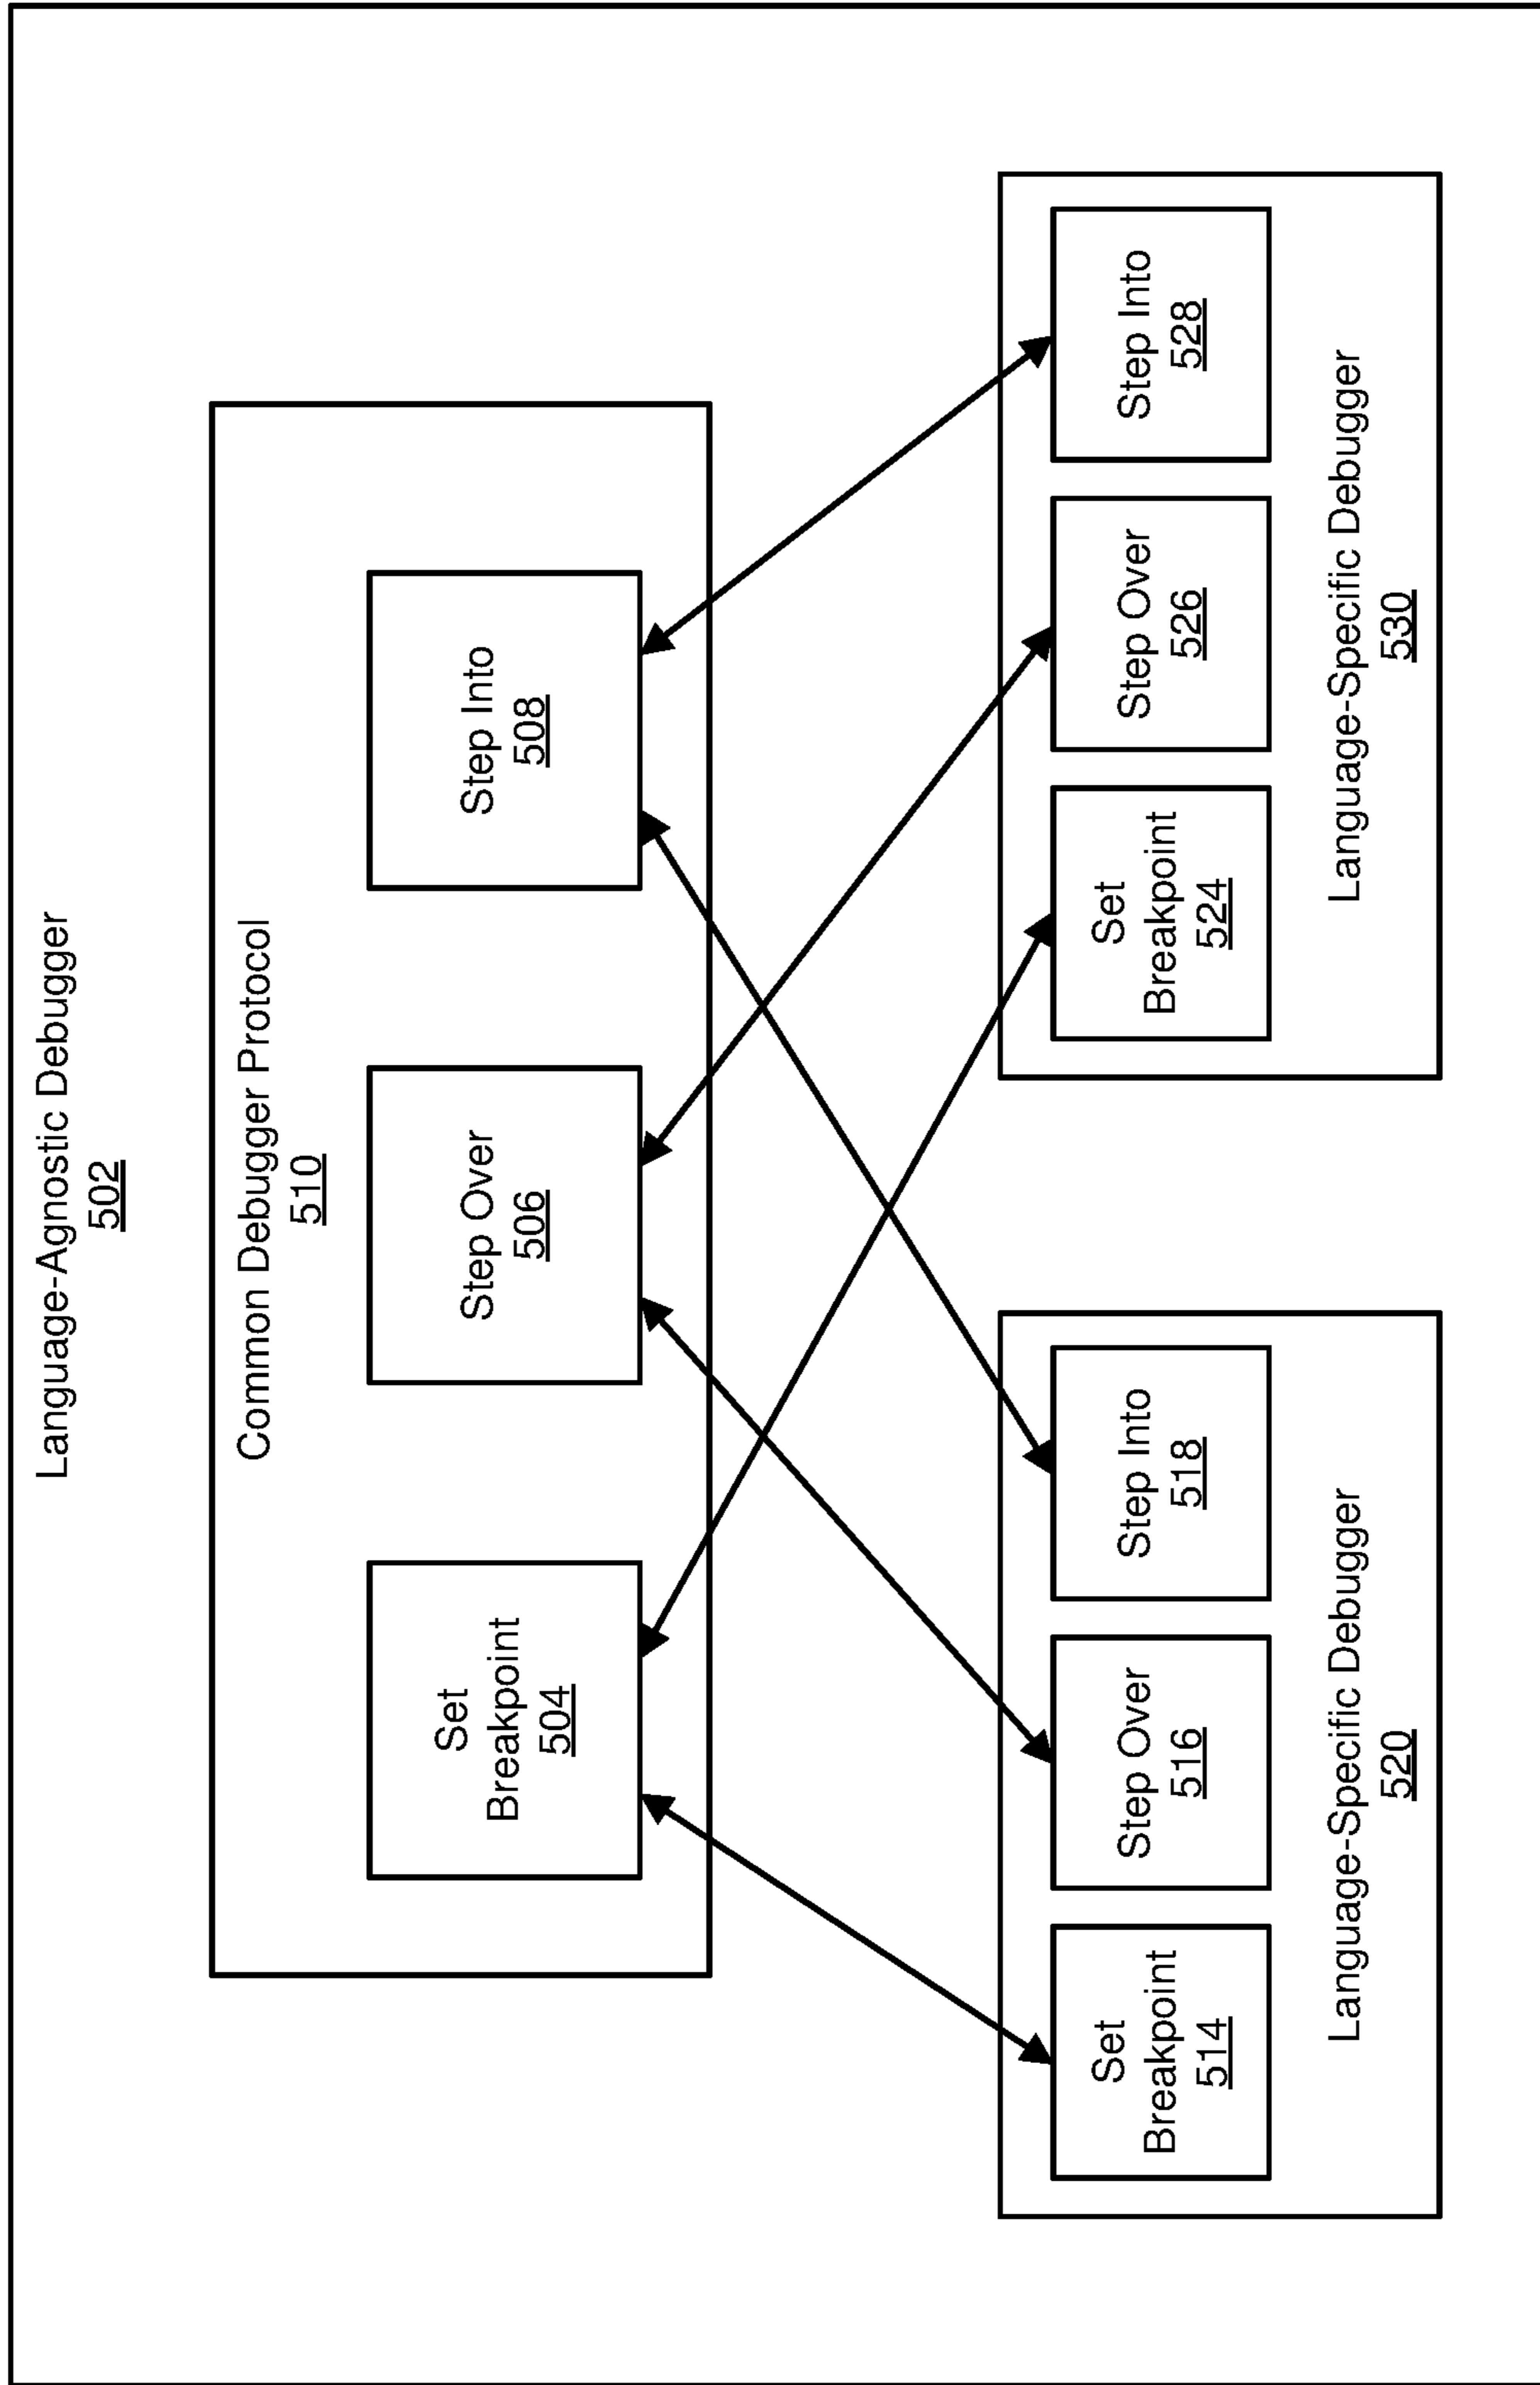 Language-Agnostic Debugger
502
Common Debugger Protocol
510
Set
Breakpoint
504
Step Over
506
Step Into
508
Set
Breakpoint
514
Step Over
516
Step Into
518
Language-Specific Debugger
520
Set
Breakpoint
524
Step Over
526
Step Into
528
Language-Specific Debugger
530